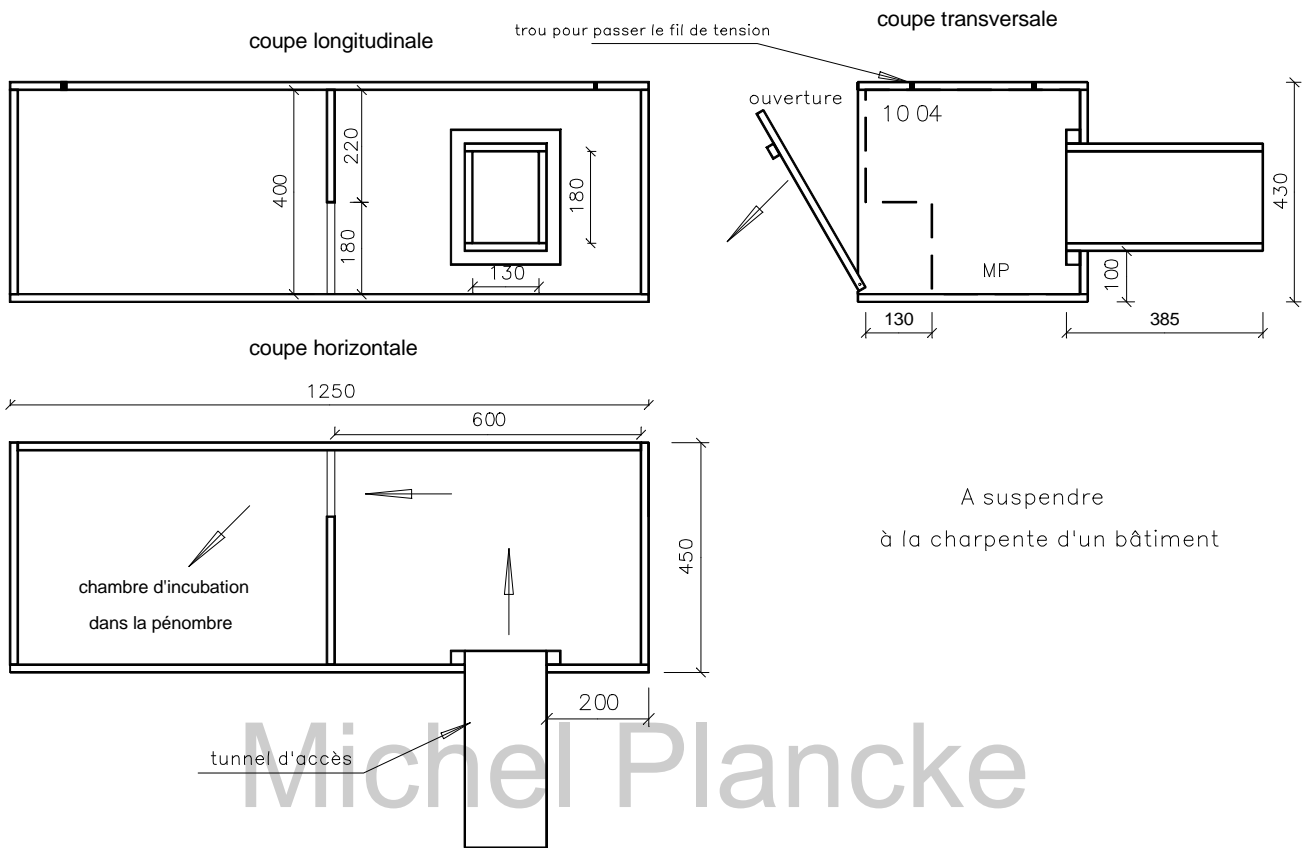 coupe longitudinale
trou pour passer le fil de tension
coupe transversale
ouverture
10 04
220
400
180
180
130
MP
100
430
130
385
coupe horizontale
1250
600
450
A suspendre
à la charpente d'un bâtiment
chambre d'incubation
dans la pénombre
200
tunnel d'accès
Michel Plancke